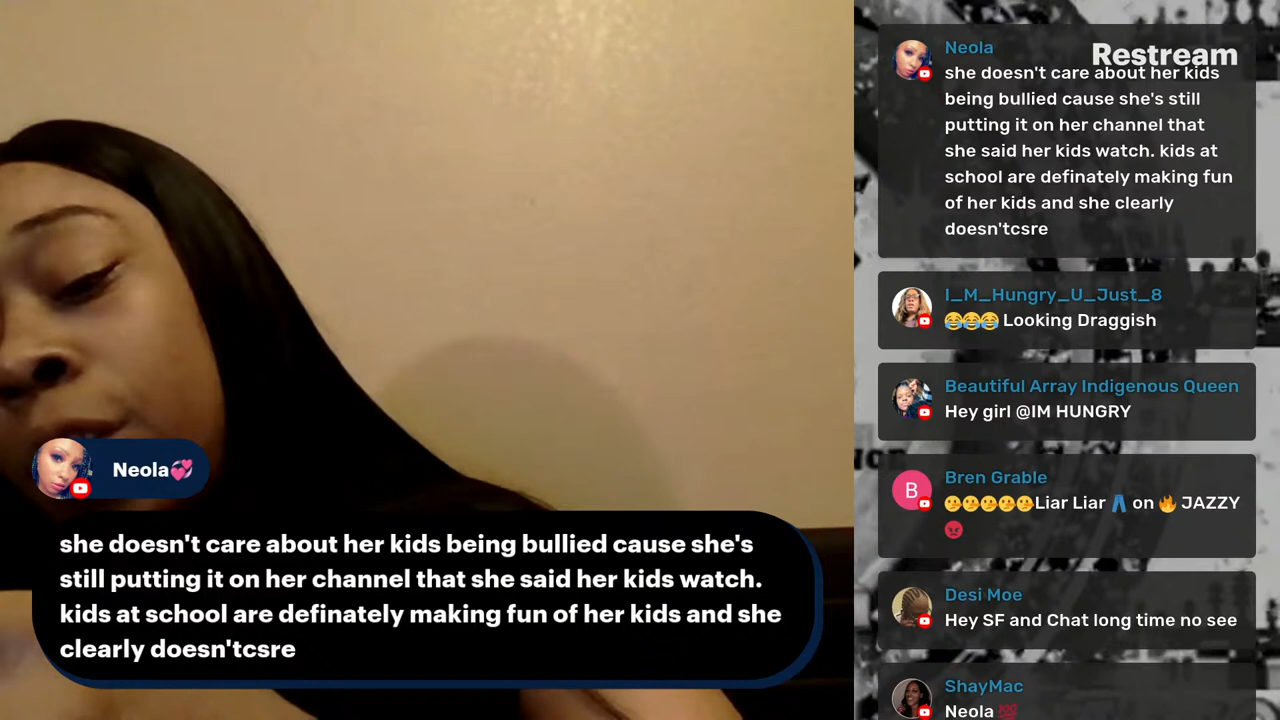 Restream
Neola
she doesn't care about her kids
being bullied cause she's still
putting it on her channel that
she said her kids watch. kids at
school are definately making fun
of her kids and she clearly
doesn'tcsre
I_M_Hungry_U_Just_8
😂😂😂 Looking Draggish
Beautiful Array Indigenous Queen
Hey girl @IM HUNGRY
B
Bren Grable
🤥🤥🤥🤥🤥Liar Liar 👖 on 🔥 JAZZY
😡
Desi Moe
Hey SF and Chat long time no see
ShayMac
Neola 💯
Neola💞
she doesn't care about her kids being bullied cause she's
still putting it on her channel that she said her kids watch.
kids at school are definately making fun of her kids and she
clearly doesn'tcsre